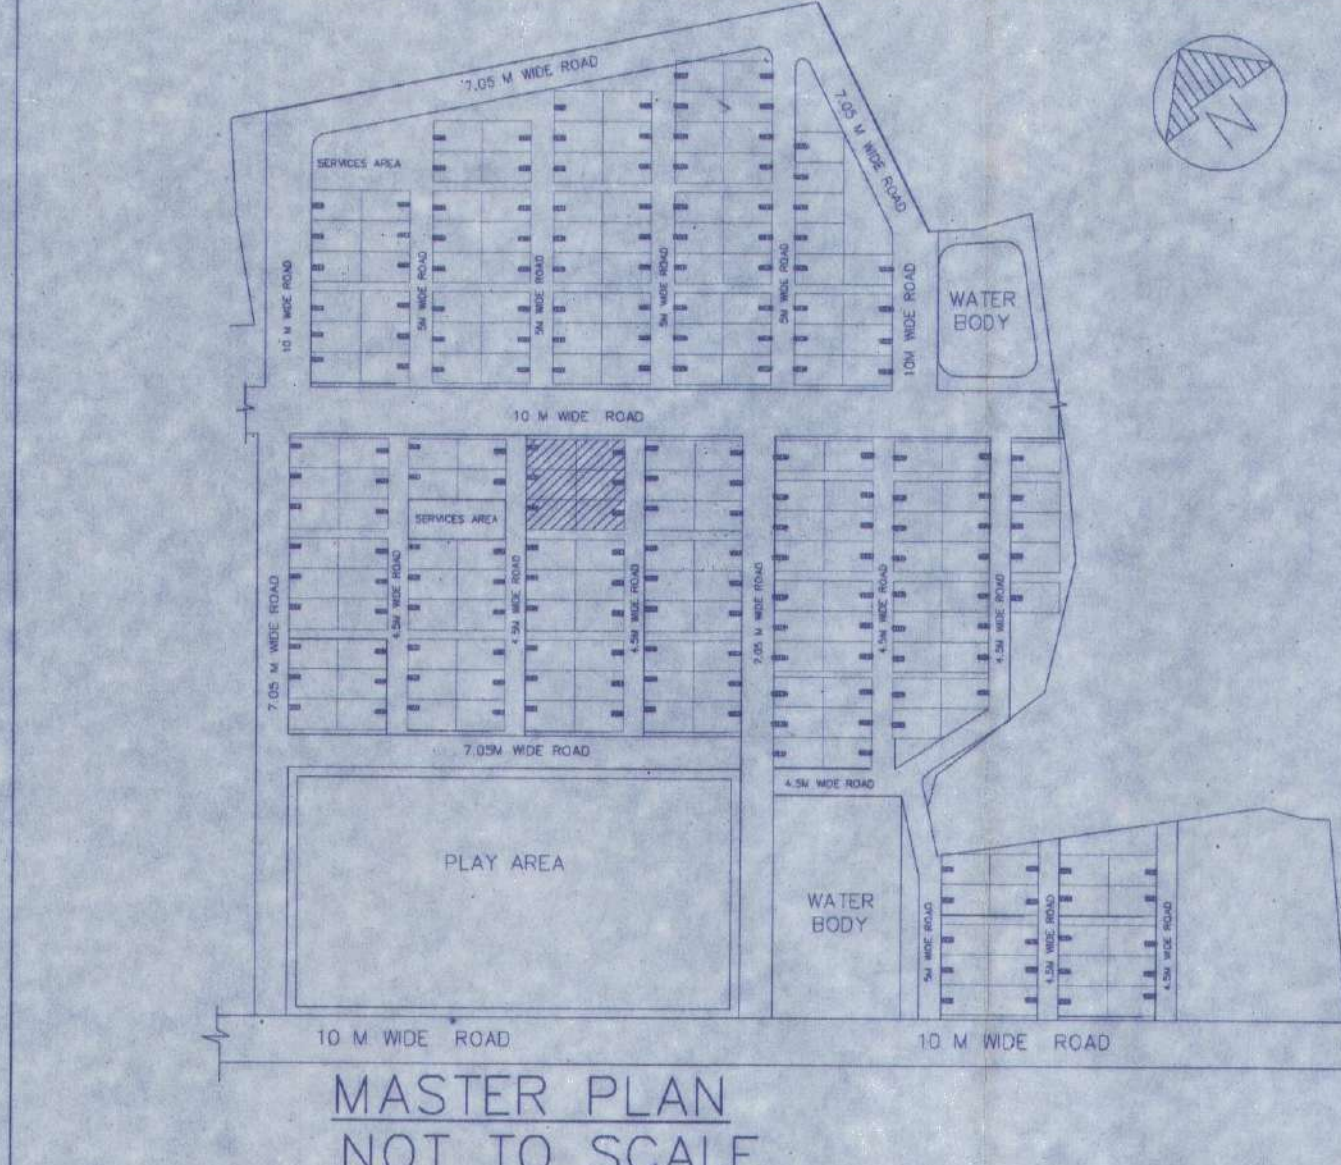 7.05 M WIDE ROAD
7.05 M WIDE ROAD
N
SERVICES AREA
10 M WIDE ROAD
5M WIDE ROAD
5M WIDE ROAD
5M WIDE ROAD
5M WIDE ROAD
10M WIDE ROAD
WATER
BODY
10 M WIDE ROAD
SERVICES AREA
7.05 M WIDE ROAD
4.5M WIDE ROAD
4.5M WIDE ROAD
4.5M WIDE ROAD
7.05 M WIDE ROAD
4.5M WIDE ROAD
4.5M WIDE ROAD
7.05M WIDE ROAD
4.5M WIDE ROAD
PLAY AREA
WATER
BODY
5M WIDE ROAD
4.5M WIDE ROAD
4.5M WIDE ROAD
10 M WIDE ROAD
10 M WIDE ROAD
MASTER PLAN
NOT TO SCALE